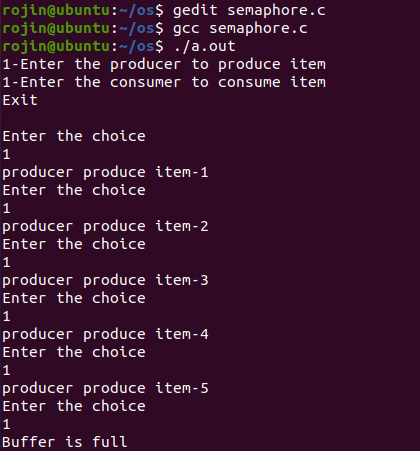 rojin@ubuntu:~/os$ gedit semaphore.c
rojin@ubuntu:~/os$ gcc semaphore.c
rojin@ubuntu:~/os$ ./a.out
1-Enter the producer to produce item
1-Enter the consumer to consume item
Exit
Enter the choice
1
producer produce item-1
Enter the choice
1
producer produce item-2
Enter the choice
1
producer produce item-3
Enter the choice
1
producer produce item-4
Enter the choice
1
producer produce item-5
Enter the choice
1
Buffer is full